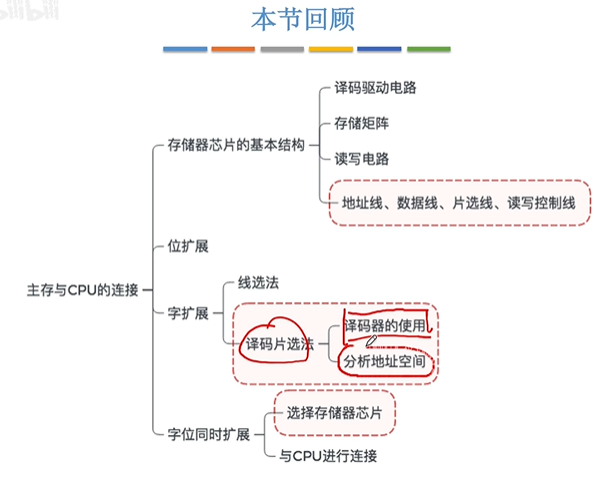 bilibili
本节回顾
译码驱动电路
存储矩阵
存储器芯片的基本结构
读写电路
地址线、数据线、片选线、读写控制线
位扩展
线选法
主存与CPU的连接
字扩展
译码器的使用
译码片选法
分析地址空间
选择存储器芯片
字位同时扩展
与CPU进行连接